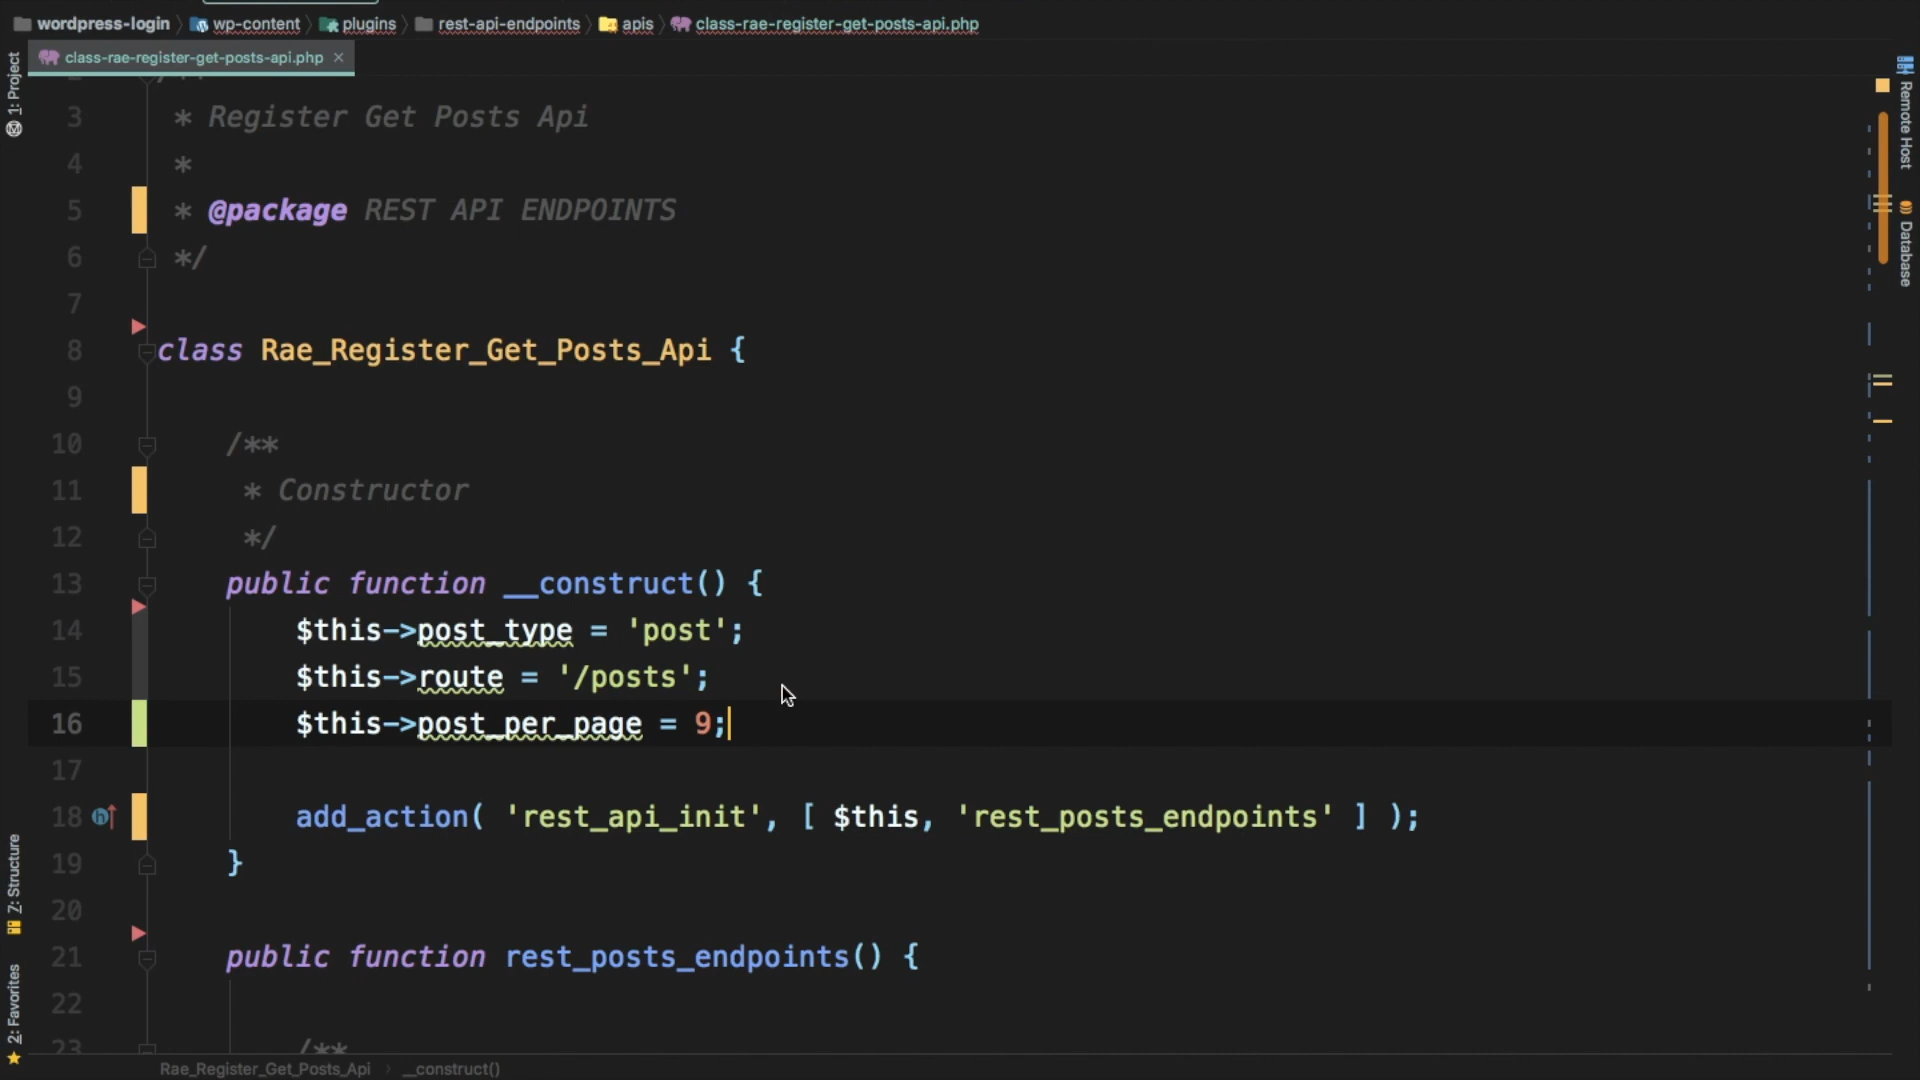 wordpress-login wp-content plugins rest-api-endpoints apis class-rae-register-get-posts-api.php
class-rae-register-get-posts-api.php ×
1: Project
Remote Host
Database
3 * Register Get Posts Api
4 *
5 * @package REST API ENDPOINTS
6 */
7
8 class Rae_Register_Get_Posts_Api {
9
10 /**
11 * Constructor
12 */
13 public function __construct() {
14 $this->post_type = 'post';
15 $this->route = '/posts';
16 $this->post_per_page = 9;
17
18 add_action( 'rest_api_init', [ $this, 'rest_posts_endpoints' ] );
19 }
20
21 public function rest_posts_endpoints() {
22
23 /**
Z: Structure
2: Favorites
Rae_Register_Get_Posts_Api › __construct()